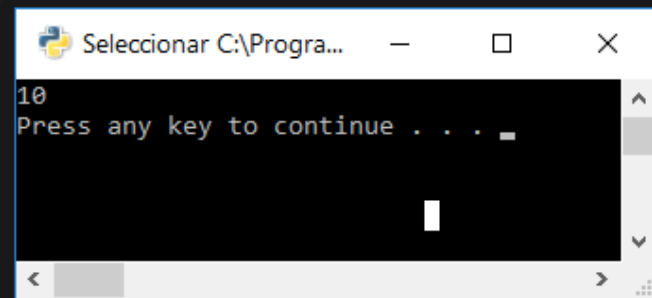 Seleccionar C:\Progra...
10
Press any key to continue . . .